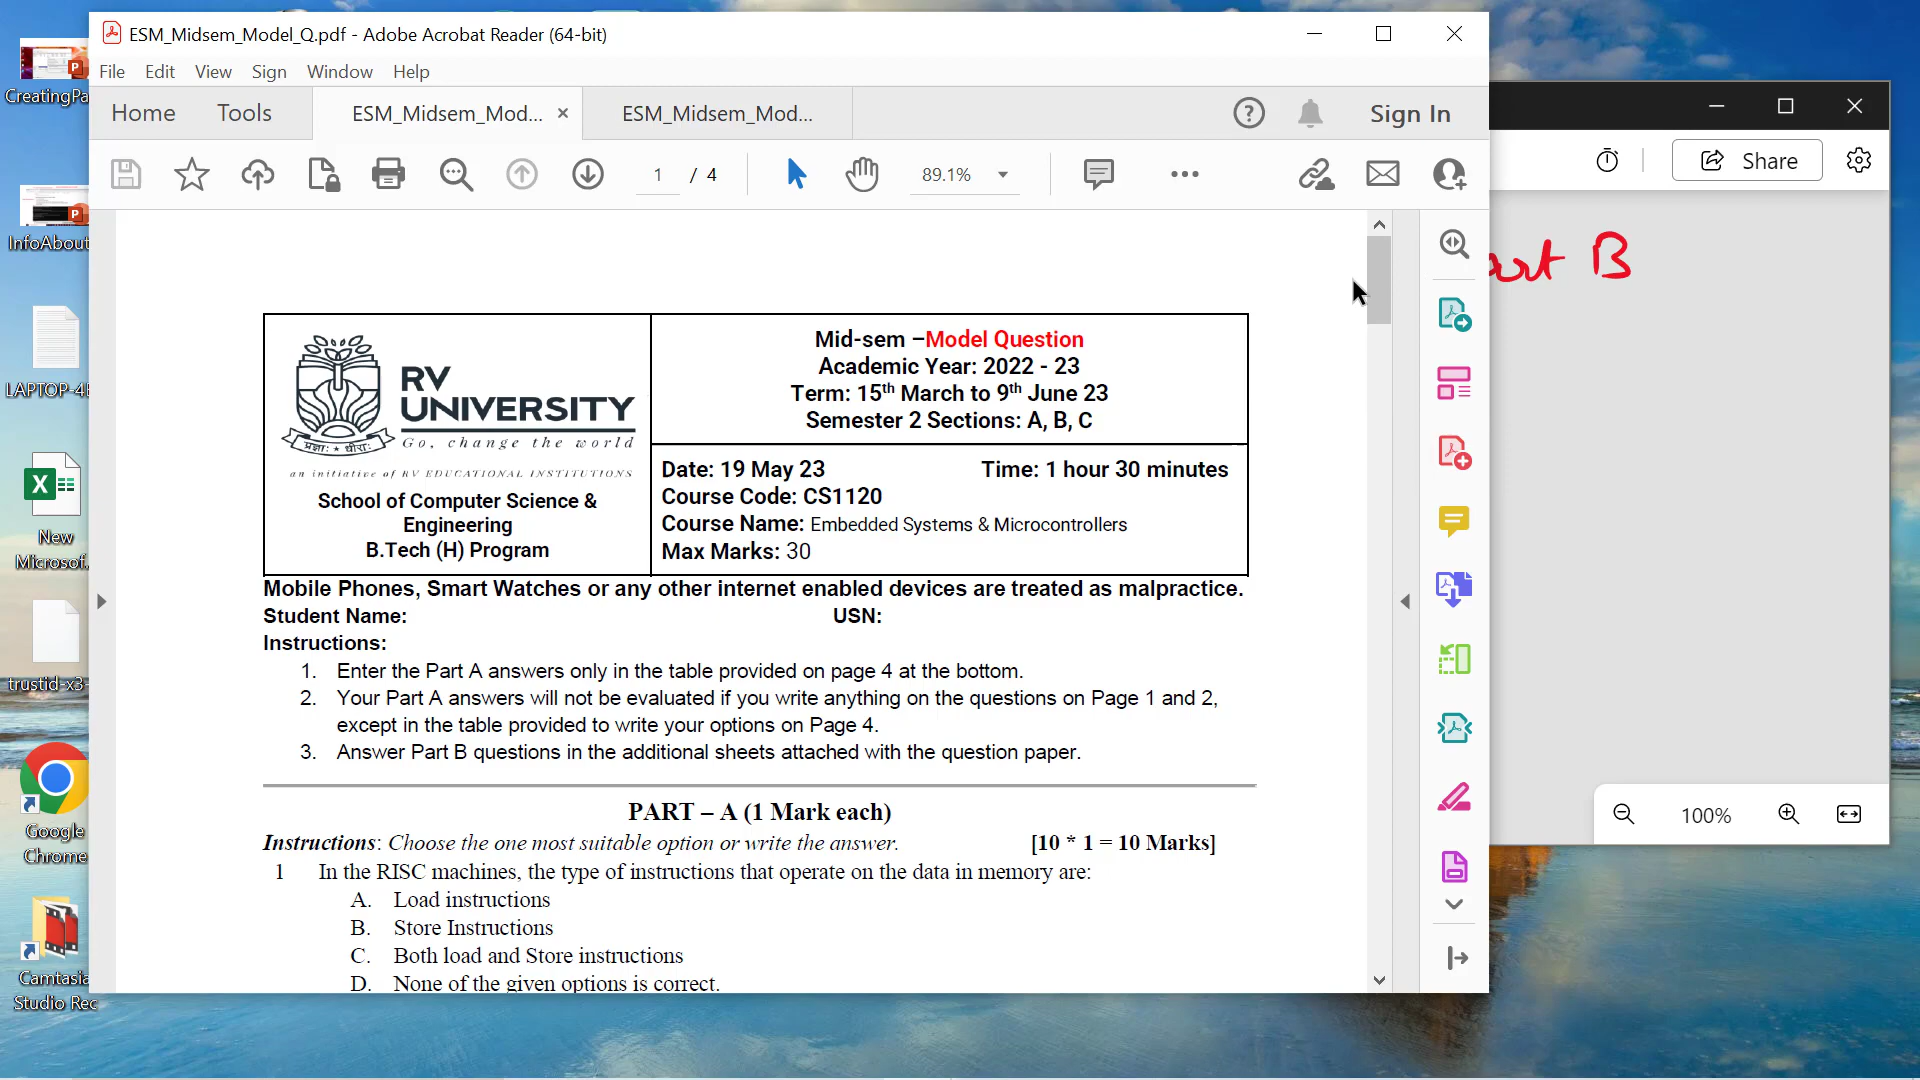 ESM_Midsem_Model_Q.pdf - Adobe Acrobat Reader (64-bit)
File Edit View Sign Window Help
Home Tools ESM_Midsem_Mod... × ESM_Midsem_Mod... Sign In
1 / 4 89.1%
Share
CreatingPa
InfoAbout
LAPTOP-4
New
Microsof...
trustid-x3-
Google
Chrome
Camtasia
Studio Rec
RV
UNIVERSITY
Go, change the world
प्रज्ञाः * धीराः
an initiative of RV EDUCATIONAL INSTITUTIONS
School of Computer Science &
Engineering
B.Tech (H) Program
Mid-sem –Model Question
Academic Year: 2022 - 23
Term: 15th March to 9th June 23
Semester 2 Sections: A, B, C
Date: 19 May 23 Time: 1 hour 30 minutes
Course Code: CS1120
Course Name: Embedded Systems & Microcontrollers
Max Marks: 30
Mobile Phones, Smart Watches or any other internet enabled devices are treated as malpractice.
Student Name: USN:
Instructions:
1. Enter the Part A answers only in the table provided on page 4 at the bottom.
2. Your Part A answers will not be evaluated if you write anything on the questions on Page 1 and 2,
except in the table provided to write your options on Page 4.
3. Answer Part B questions in the additional sheets attached with the question paper.
PART – A (1 Mark each)
Instructions: Choose the one most suitable option or write the answer. [10 * 1 = 10 Marks]
1 In the RISC machines, the type of instructions that operate on the data in memory are:
A. Load instructions
B. Store Instructions
C. Both load and Store instructions
D. None of the given options is correct.
art B
100%